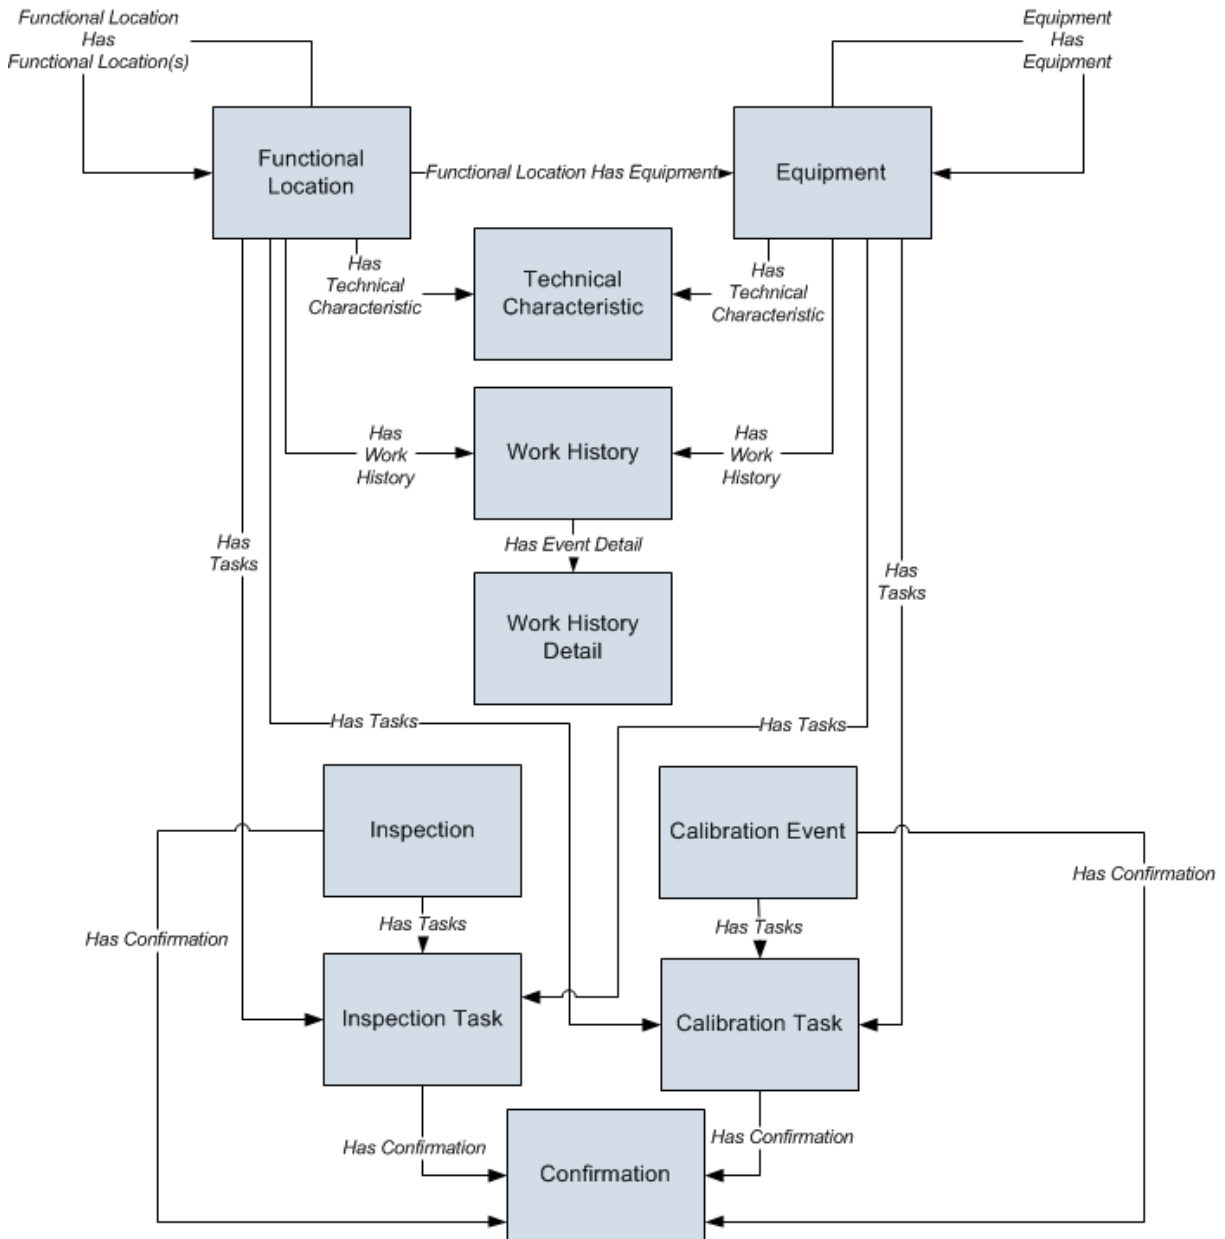 Functional Location
Has
Functional Location(s)
Equipment
Has
Equipment
Functional
Location
Functional Location Has Equipment
Equipment
Has
Technical
Characteristic
Technical
Characteristic
Has
Technical
Characteristic
Has
Work
History
Work History
Has
Work
History
Has Event Detail
Has
Tasks
Has
Tasks
Work History
Detail
Has Tasks
Has Tasks
Inspection
Calibration Event
Has Confirmation
Has Confirmation
Has Tasks
Has Tasks
Inspection Task
Calibration Task
Has Confirmation
Has Confirmation
Confirmation